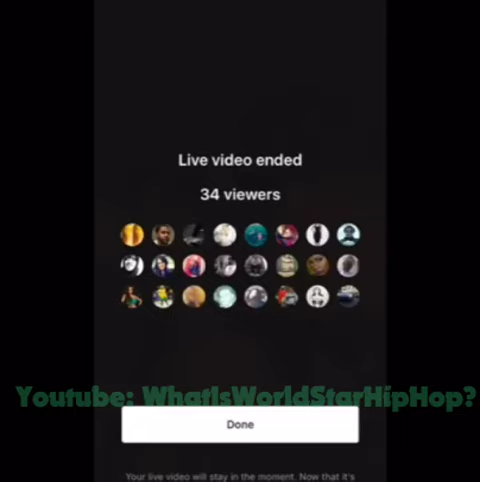 Live video ended
34 viewers
Youtube: WhatIsWorldStarHipHop?
Done
Your live video will stay in the moment. Now that it's